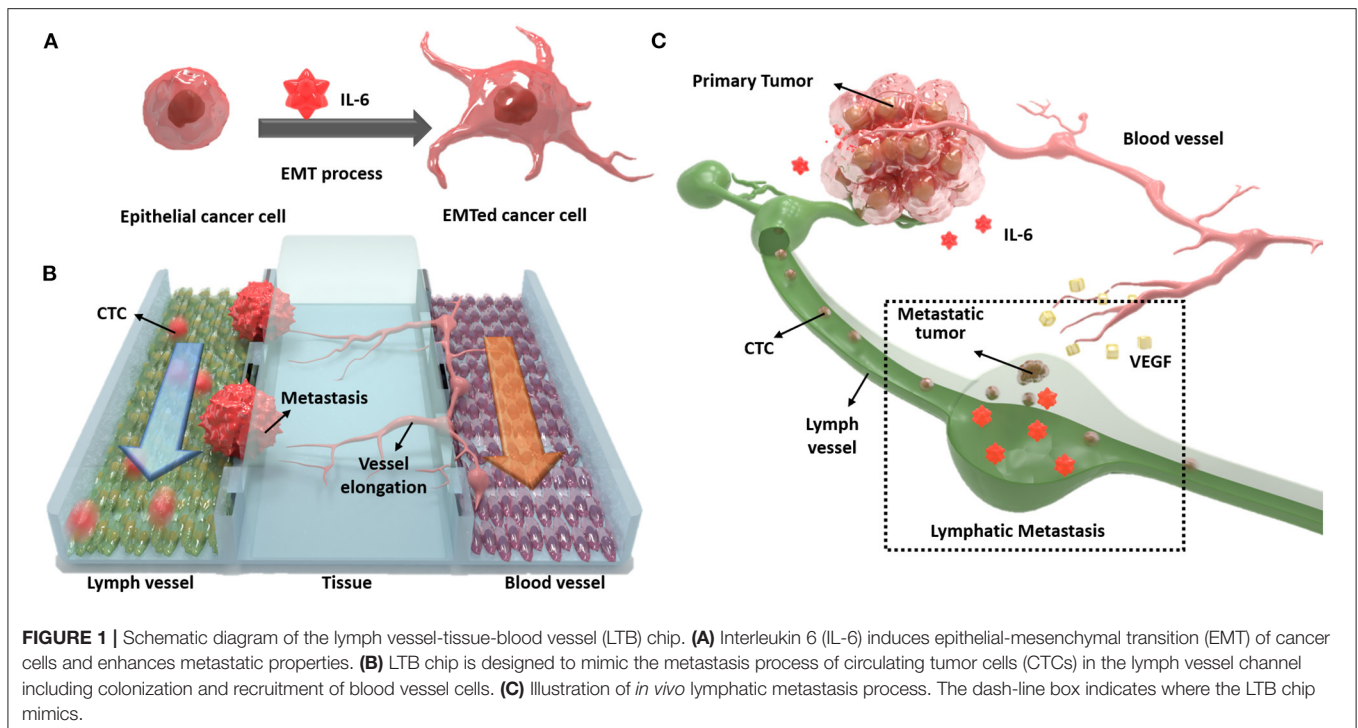 A
IL-6
EMT process
Epithelial cancer cell
EMTed cancer cell
B
CTC
Metastasis
Vessel
elongation
Lymph vessel
Tissue
Blood vessel
C
Primary Tumor
Blood vessel
IL-6
Metastatic
tumor
CTC
VEGF
Lymph
vessel
Lymphatic Metastasis
FIGURE 1 | Schematic diagram of the lymph vessel-tissue-blood vessel (LTB) chip. (A) Interleukin 6 (IL-6) induces epithelial-mesenchymal transition (EMT) of cancer
cells and enhances metastatic properties. (B) LTB chip is designed to mimic the metastasis process of circulating tumor cells (CTCs) in the lymph vessel channel
including colonization and recruitment of blood vessel cells. (C) Illustration of in vivo lymphatic metastasis process. The dash-line box indicates where the LTB chip
mimics.